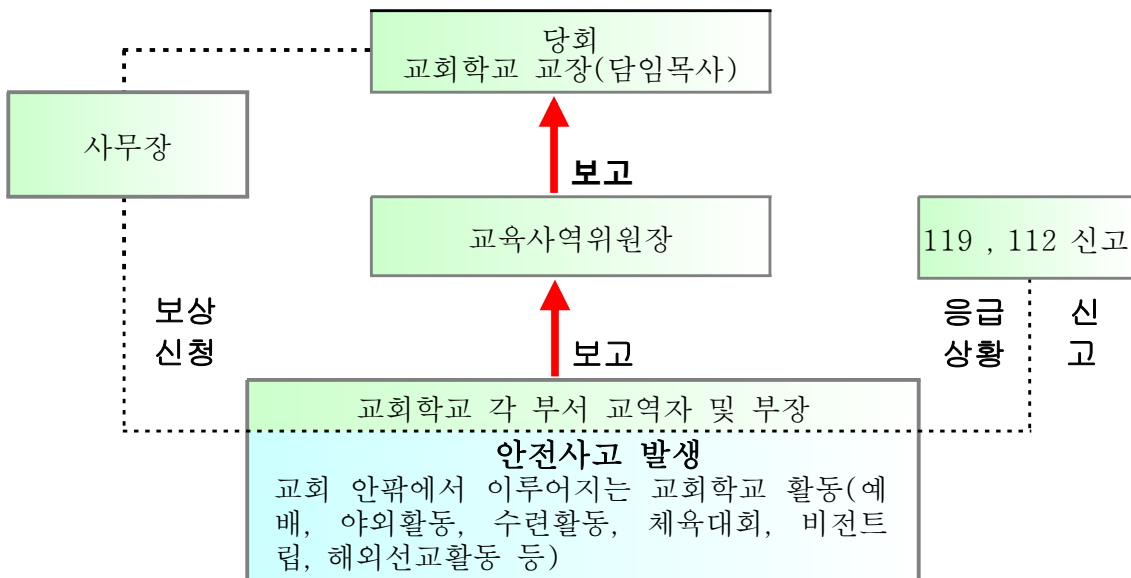 당회
교회학교 교장(담임목사)
사무장
보고
교육사역위원장
119 , 112 신고
보상
신청
응급
상황
신
고
보고
교회학교 각 부서 교역자 및 부장
안전사고 발생
교회 안팎에서 이루어지는 교회학교 활동(예
배, 야외활동, 수련활동, 체육대회, 비전트
립, 해외선교활동 등)